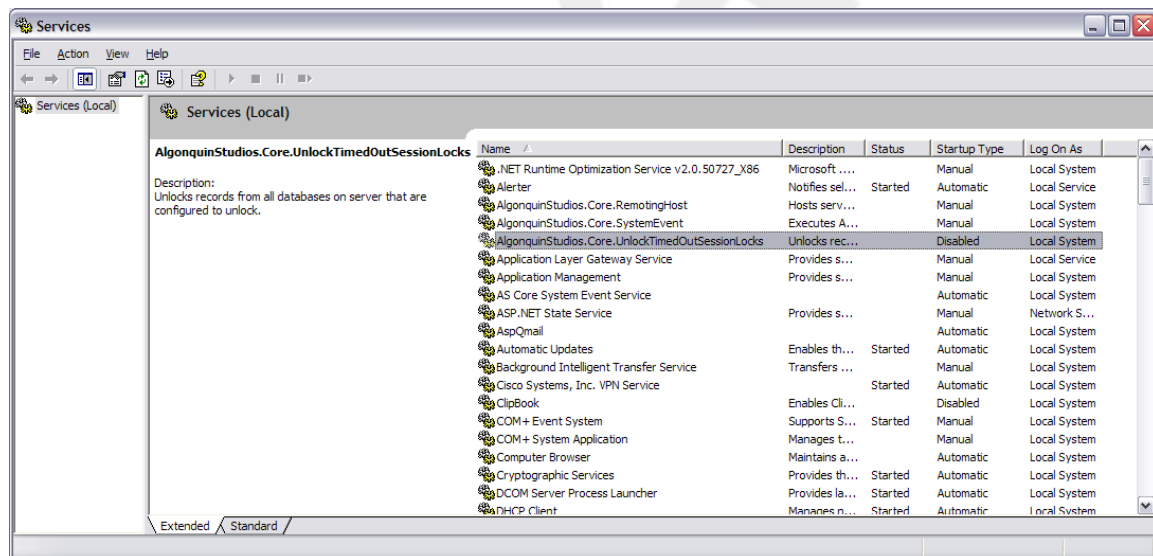 Services
File Action View Help
Services (Local)
Services (Local)
AlgonquinStudios.Core.UnlockTimedOutSessionLocks
Description:
Unlocks records from all databases on server that are
configured to unlock.
Name Description Status Startup Type Log On As
.NET Runtime Optimization Service v2.0.50727_X86 Microsoft .... Manual Local System
Alerter Notifies sel... Started Automatic Local Service
AlgonquinStudios.Core.RemotingHost Hosts serv... Manual Local System
AlgonquinStudios.Core.SystemEvent Executes A... Manual Local System
AlgonquinStudios.Core.UnlockTimedOutSessionLocks Unlocks rec... Disabled Local System
Application Layer Gateway Service Provides s... Manual Local Service
Application Management Provides s... Manual Local System
AS Core System Event Service Automatic Local System
ASP.NET State Service Provides s... Manual Network S...
AspQmail Automatic Local System
Automatic Updates Enables th... Started Automatic Local System
Background Intelligent Transfer Service Transfers ... Manual Local System
Cisco Systems, Inc. VPN Service Started Automatic Local System
ClipBook Enables Cli... Disabled Local System
COM+ Event System Supports S... Started Manual Local System
COM+ System Application Manages t... Manual Local System
Computer Browser Maintains a... Automatic Local System
Cryptographic Services Provides th... Started Automatic Local System
DCOM Server Process Launcher Provides la... Started Automatic Local System
DHCP Client Manages n... Started Automatic Local System
Extended Standard